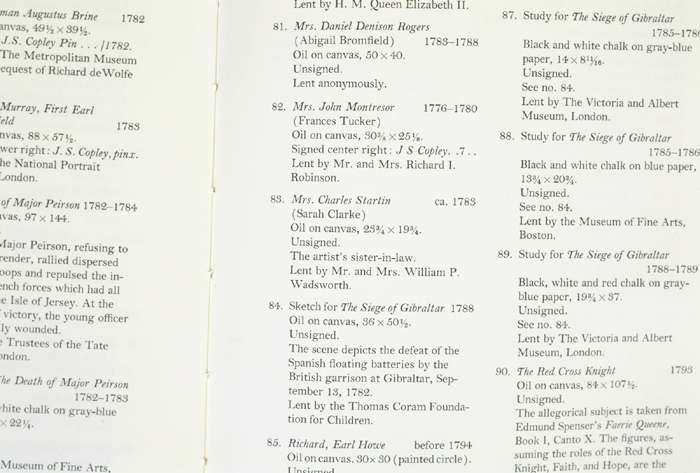 man Augustus Brine 1782
anvas, 49½ × 39½.
J.S. Copley Pin . . . /1782.
The Metropolitan Museum
equest of Richard deWolfe
Murray, First Earl
ield 1783
nvas, 88 × 57½.
wer right: J. S. Copley, pinx.
he National Portrait
London.
of Major Peirson 1782–1784
nvas, 97 × 144.
Major Peirson, refusing to
render, rallied dispersed
oops and repulsed the in-
ench forces which had all
e Isle of Jersey. At the
victory, the young officer
lly wounded.
e Trustees of the Tate
ondon.
The Death of Major Peirson
1782–1783
white chalk on gray-blue
× 22¼.
Museum of Fine Arts,
Lent by H. M. Queen Elizabeth II.
81. Mrs. Daniel Denison Rogers
(Abigail Bromfield) 1783–1788
Oil on canvas, 50 × 40.
Unsigned.
Lent anonymously.
82. Mrs. John Montresor 1776–1780
(Frances Tucker)
Oil on canvas, 30⅜ × 25⅛.
Signed center right: J S Copley. .7 . .
Lent by Mr. and Mrs. Richard I.
Robinson.
83. Mrs. Charles Startin ca. 1783
(Sarah Clarke)
Oil on canvas, 23¾ × 19¾.
Unsigned.
The artist's sister-in-law.
Lent by Mr. and Mrs. William P.
Wadsworth.
84. Sketch for The Siege of Gibraltar 1788
Oil on canvas, 36 × 50½.
Unsigned.
The scene depicts the defeat of the
Spanish floating batteries by the
British garrison at Gibraltar, Sep-
tember 13, 1782.
Lent by the Thomas Coram Founda-
tion for Children.
85. Richard, Earl Howe before 1794
Oil on canvas. 30 × 30 (painted circle).
Unsigned
87. Study for The Siege of Gibraltar
1785–1786
Black and white chalk on gray-blue
paper, 14 × 8¹¹⁄₁₆.
Unsigned.
See no. 84.
Lent by The Victoria and Albert
Museum, London.
88. Study for The Siege of Gibraltar
1785–1786
Black and white chalk on blue paper,
13¾ × 20¾.
Unsigned.
See no. 84.
Lent by the Museum of Fine Arts,
Boston.
89. Study for The Siege of Gibraltar
1788–1789
Black, white and red chalk on gray-
blue paper, 19¾ × 37.
Unsigned.
See no. 84.
Lent by The Victoria and Albert
Museum, London.
90. The Red Cross Knight 1793
Oil on canvas, 84 × 107½.
Unsigned.
The allegorical subject is taken from
Edmund Spenser's Faerie Queene,
Book I, Canto X. The figures, as-
suming the roles of the Red Cross
Knight, Faith, and Hope, are the